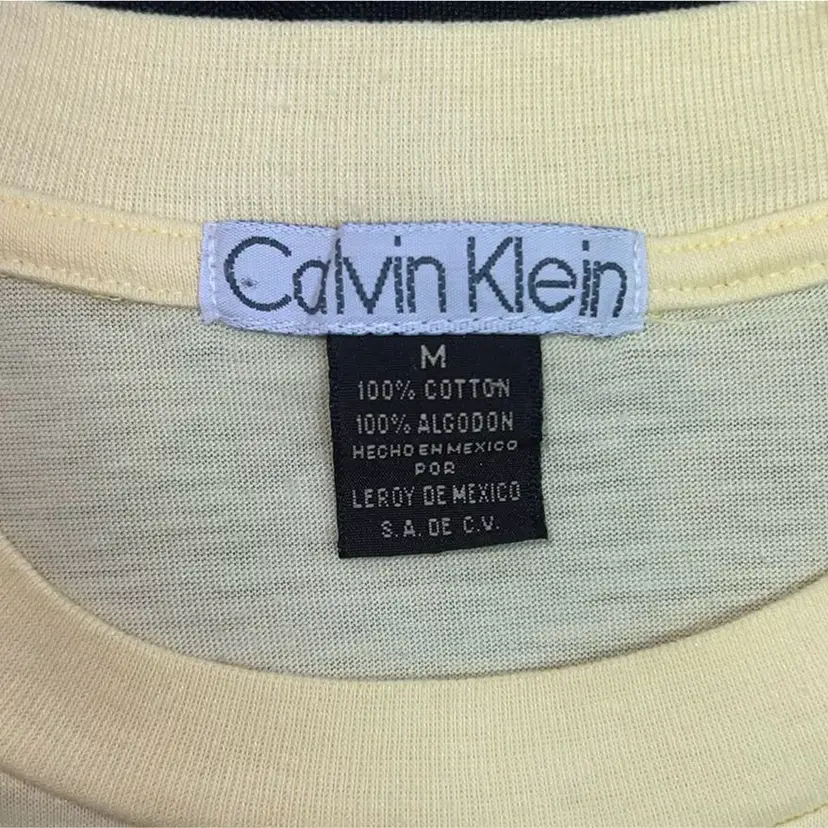 Calvin Klein
M
100% COTTON
100% ALGODON
HECHO EN MEXICO
POR
LEROY DE MEXICO
S.A. DE C.V.